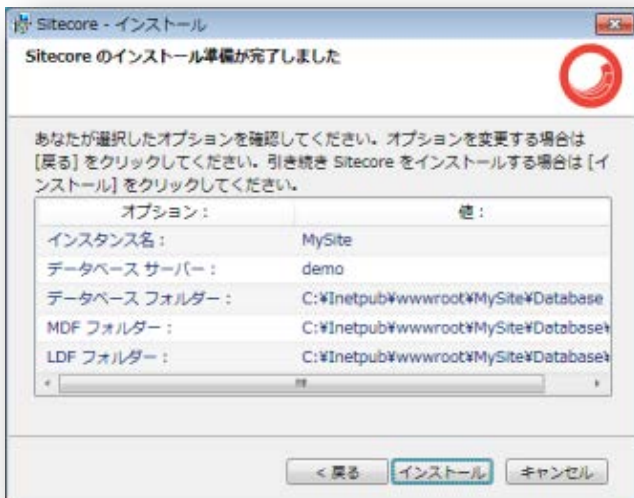 Sitecore - インストール
Sitecore のインストール準備が完了しました
あなたが選択したオプションを確認してください。オプションを変更する場合は
[戻る] をクリックしてください。引き続き Sitecore をインストールする場合は [イ
ンストール] をクリックしてください。
オプション： 値：
インスタンス名： MySite
データベース サーバー： demo
データベース フォルダー： C:¥Inetpub¥wwwroot¥MySite¥Database
MDF フォルダー： C:¥Inetpub¥wwwroot¥MySite¥Database¥
LDF フォルダー： C:¥Inetpub¥wwwroot¥MySite¥Database¥
< 戻る インストール キャンセル